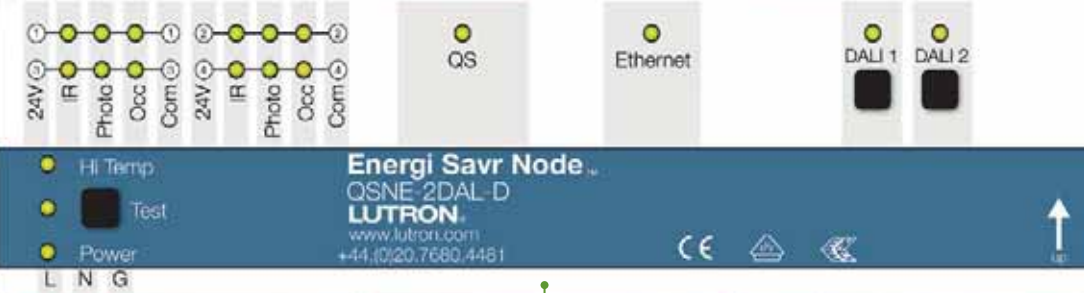 1 1 2 2
QS Ethernet DALI 1 DALI 2
3 3 4 4
24V IR Photo Occ Com 24V IR Photo Occ Com
Hi Temp
Energi Savr Node™
QSNE-2DAL-D
Test
LUTRON®
www.lutron.com
Power
+44.(0)20.7680.4481
CE
up
L N G